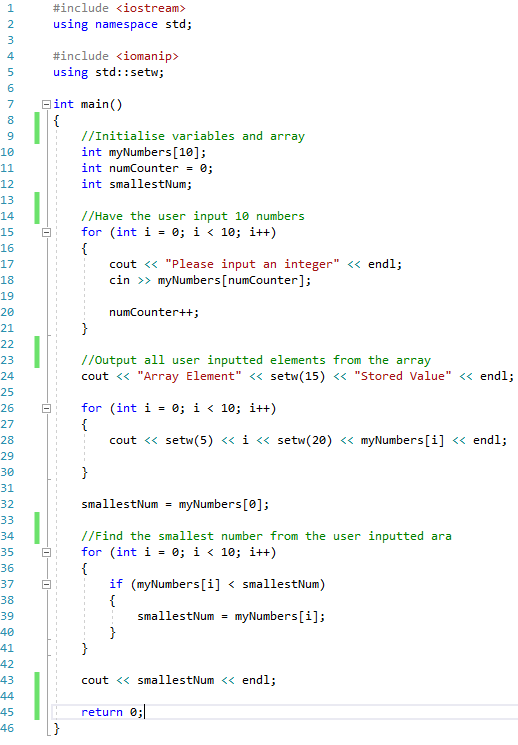 1 #include <iostream>
2 using namespace std;
3
4 #include <iomanip>
5 using std::setw;
6
7 int main()
8 {
9 //Initialise variables and array
10 int myNumbers[10];
11 int numCounter = 0;
12 int smallestNum;
13
14 //Have the user input 10 numbers
15 for (int i = 0; i < 10; i++)
16 {
17 cout << "Please input an integer" << endl;
18 cin >> myNumbers[numCounter];
19
20 numCounter++;
21 }
22
23 //Output all user inputted elements from the array
24 cout << "Array Element" << setw(15) << "Stored Value" << endl;
25
26 for (int i = 0; i < 10; i++)
27 {
28 cout << setw(5) << i << setw(20) << myNumbers[i] << endl;
29
30 }
31
32 smallestNum = myNumbers[0];
33
34 //Find the smallest number from the user inputted ara
35 for (int i = 0; i < 10; i++)
36 {
37 if (myNumbers[i] < smallestNum)
38 {
39 smallestNum = myNumbers[i];
40 }
41 }
42
43 cout << smallestNum << endl;
44
45 return 0;
46 }